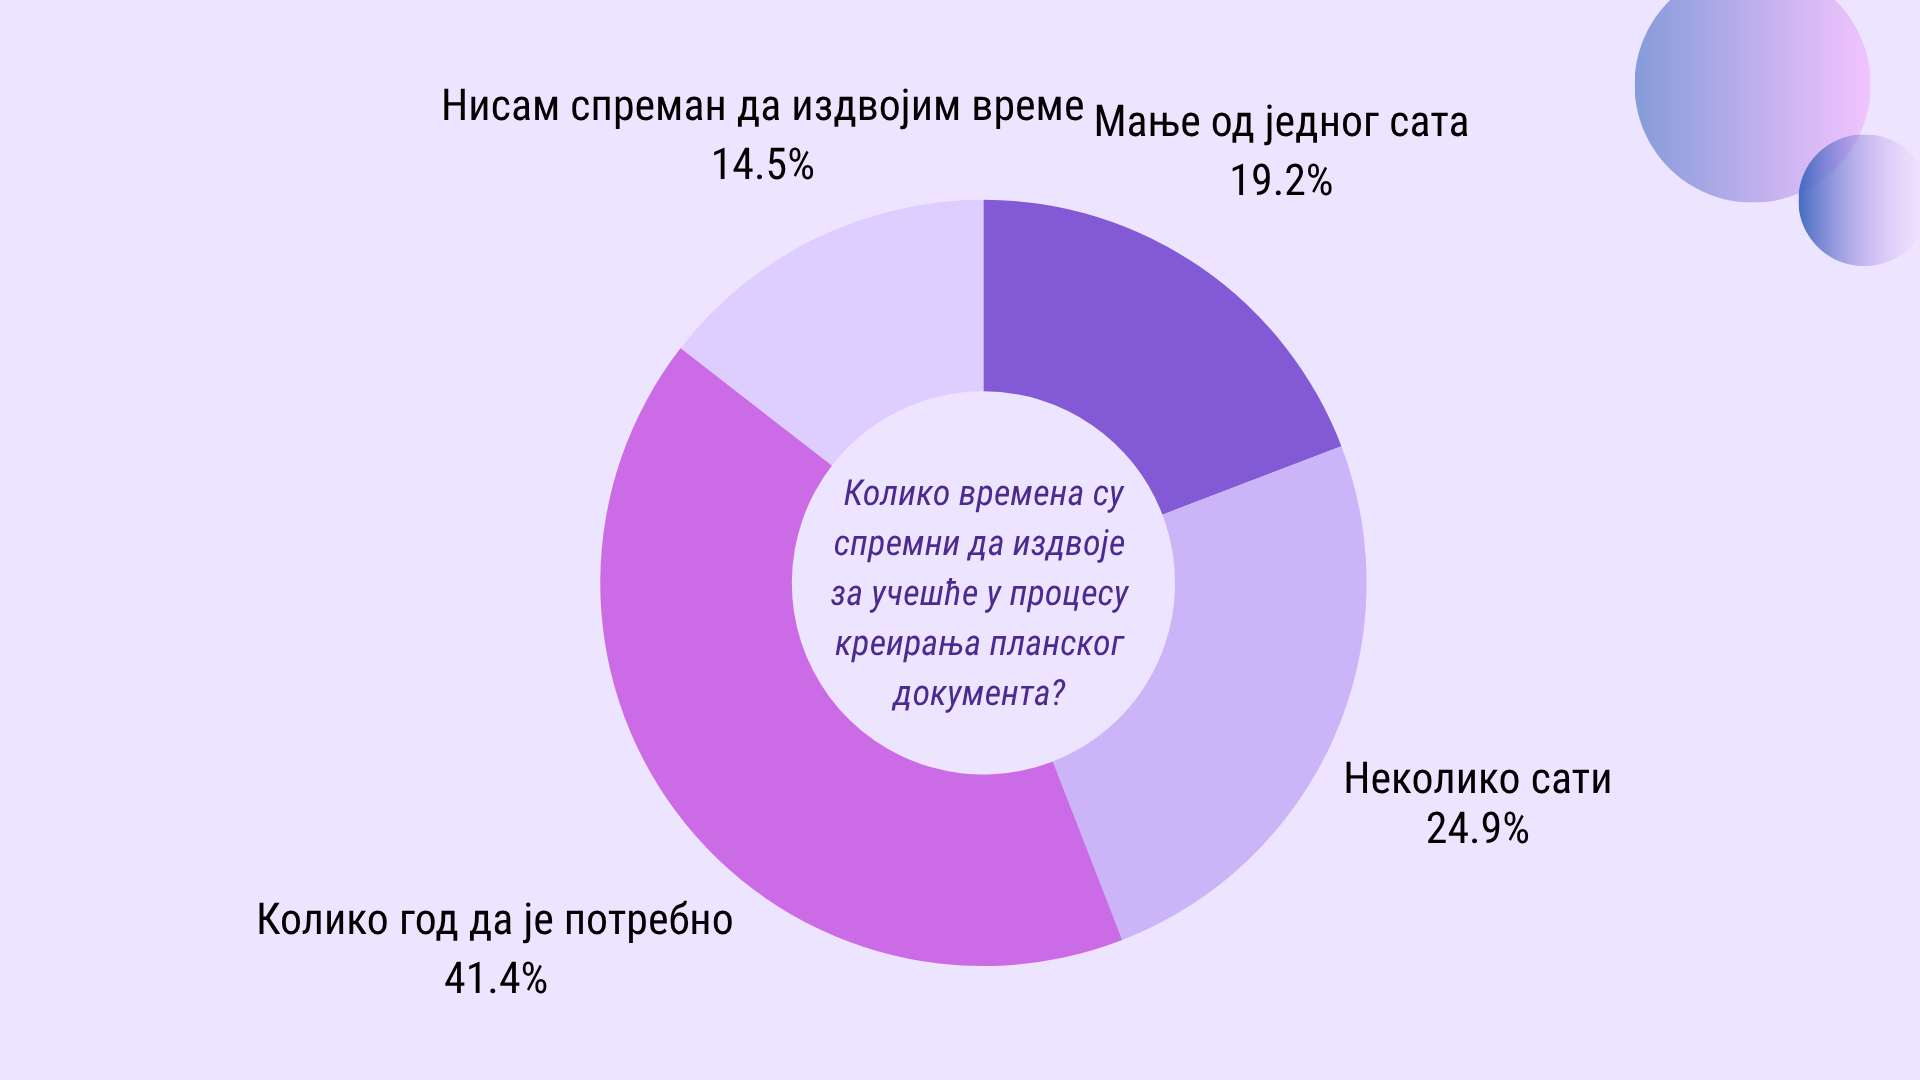 Нисам спреман да издвојим време
14.5%
Мање од једног сата
19.2%
Колико времена су
спремни да издвоје
за учешће у процесу
креирања планског
документа?
Неколико сати
24.9%
Колико год да је потребно
41.4%